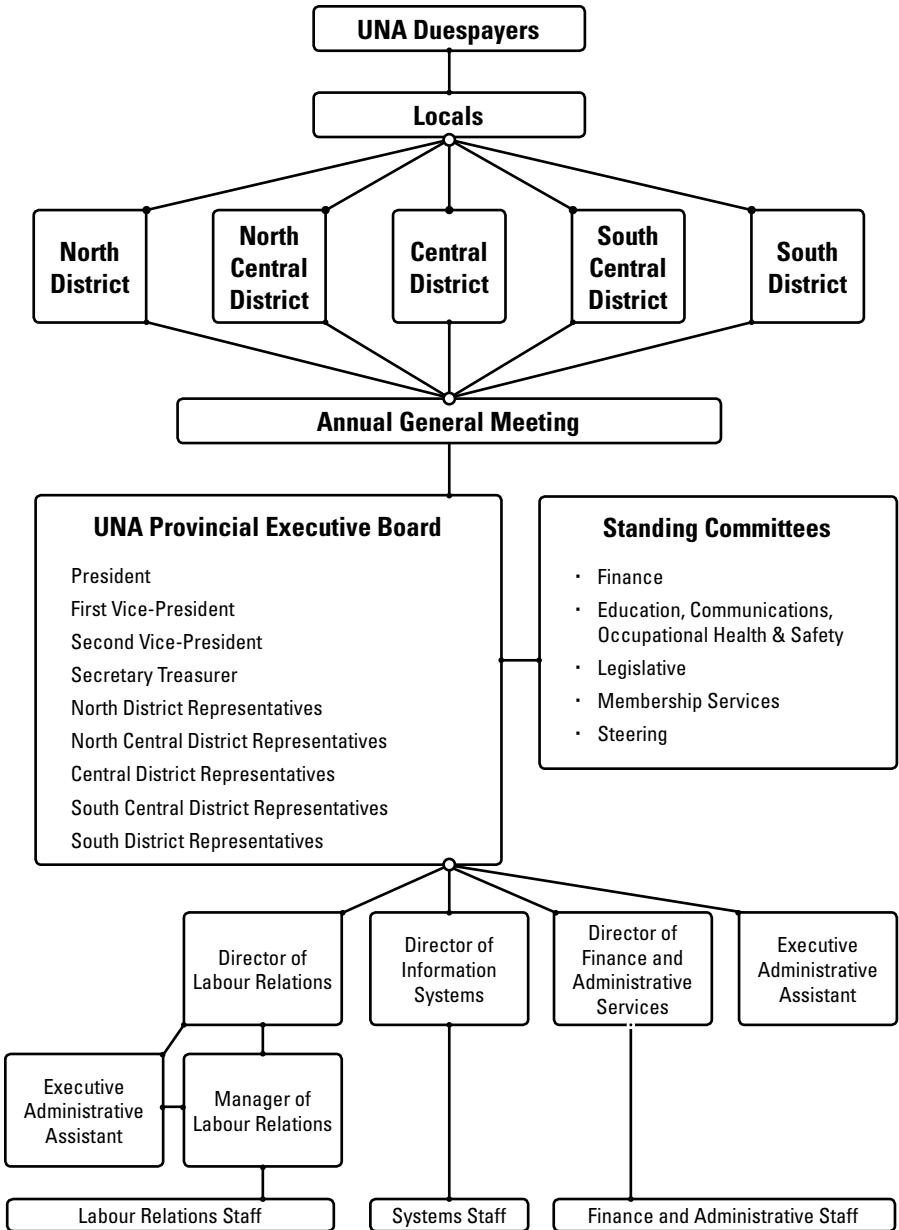 UNA Duespayers
Locals
North
District
North
Central
District
Central
District
South
Central
District
South
District
Annual General Meeting
UNA Provincial Executive Board
President
First Vice-President
Second Vice-President
Secretary Treasurer
North District Representatives
North Central District Representatives
Central District Representatives
South Central District Representatives
South District Representatives
Standing Committees
· Finance
· Education, Communications,
Occupational Health & Safety
· Legislative
· Membership Services
· Steering
Director of
Labour Relations
Director of
Information
Systems
Director of
Finance and
Administrative
Services
Executive
Administrative
Assistant
Executive
Administrative
Assistant
Manager of
Labour Relations
Labour Relations Staff
Systems Staff
Finance and Administrative Staff